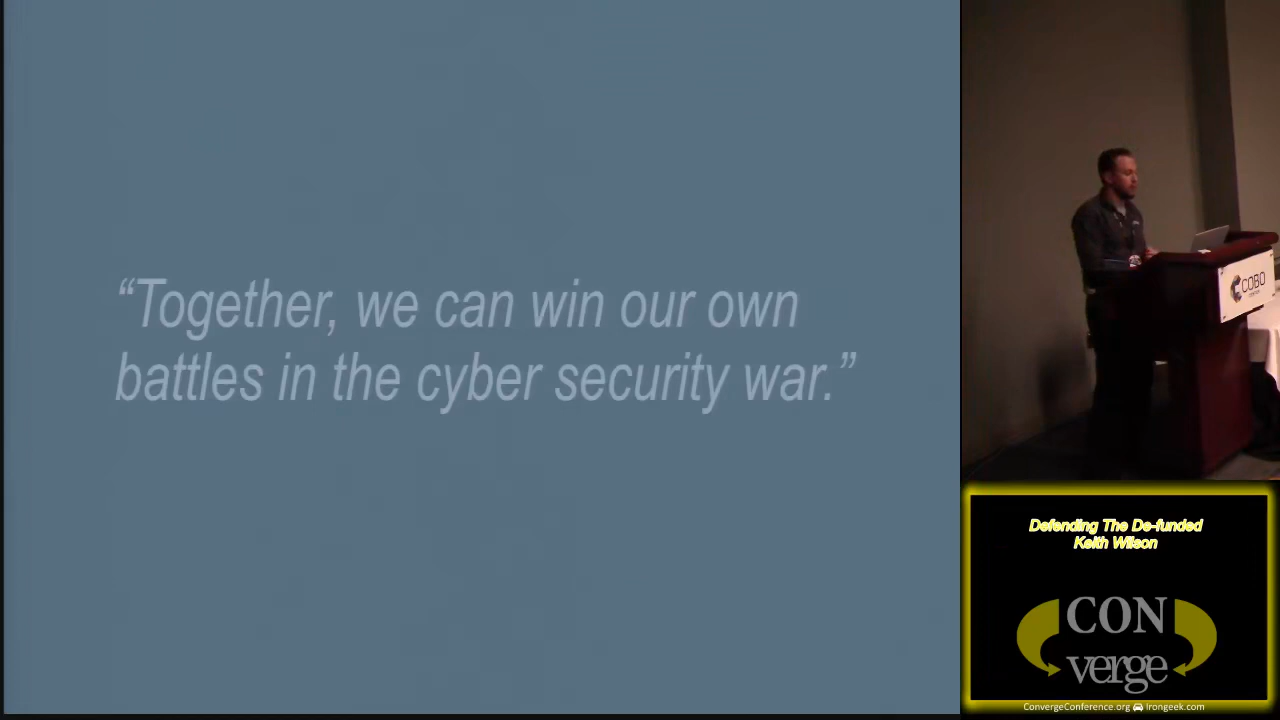 “Together, we can win our own
battles in the cyber security war.”
COBO
Defending The De-funded
Keith Wilson
CON
verge
ConvergeConference.org Irongeek.com